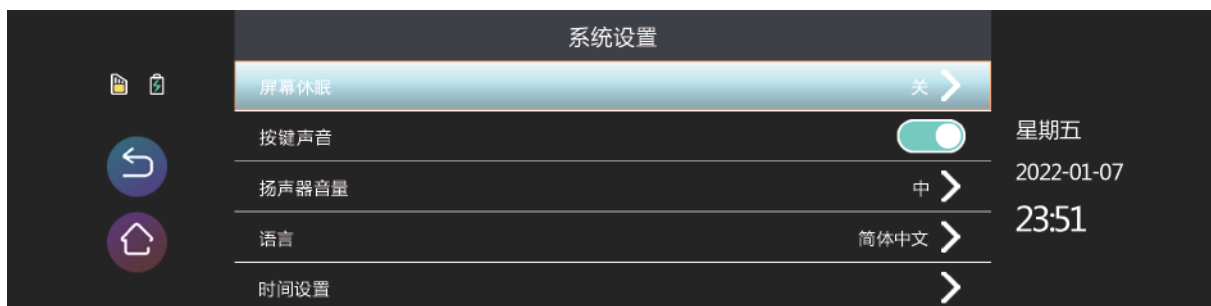 系统设置
屏幕休眠 关
按键声音
扬声器音量 中
语言 简体中文
时间设置
星期五
2022-01-07
23:51